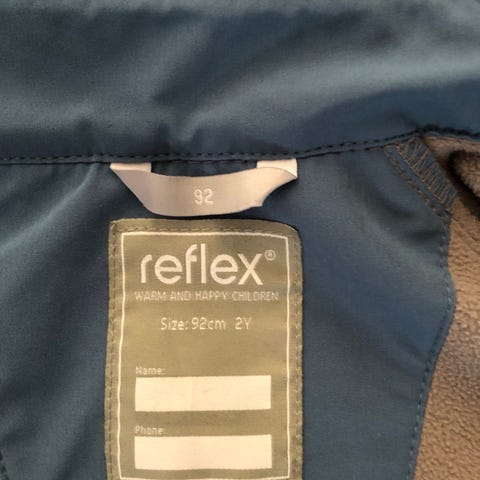 92
reflex®
WARM AND HAPPY CHILDREN
Size: 92cm 2Y
Name:
Phone: